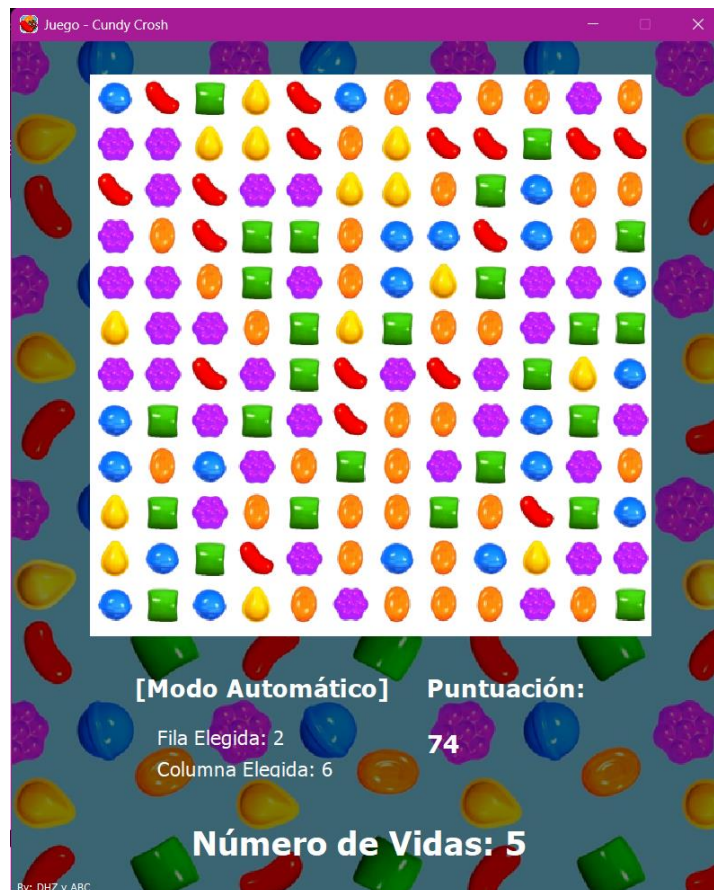 Juego - Cundy Crosh
[Modo Automático]
Puntuación:
Fila Elegida: 2
74
Columna Elegida: 6
Número de Vidas: 5
By: DHZ y ABC